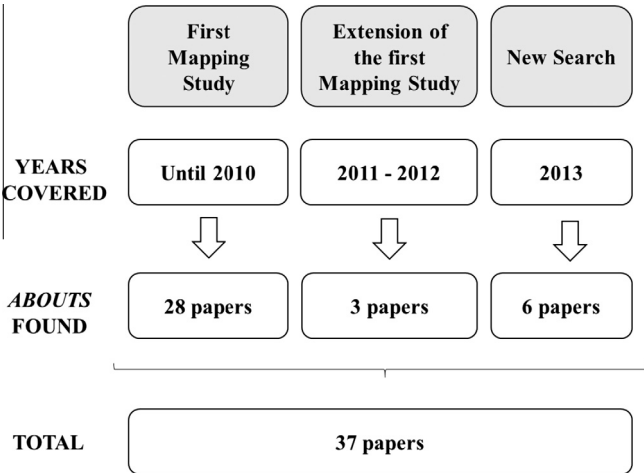 First
Mapping
Study
Extension of
the first
Mapping Study
New Search
YEARS
COVERED
Until 2010
2011 - 2012
2013
ABOUTS
FOUND
28 papers
3 papers
6 papers
TOTAL
37 papers